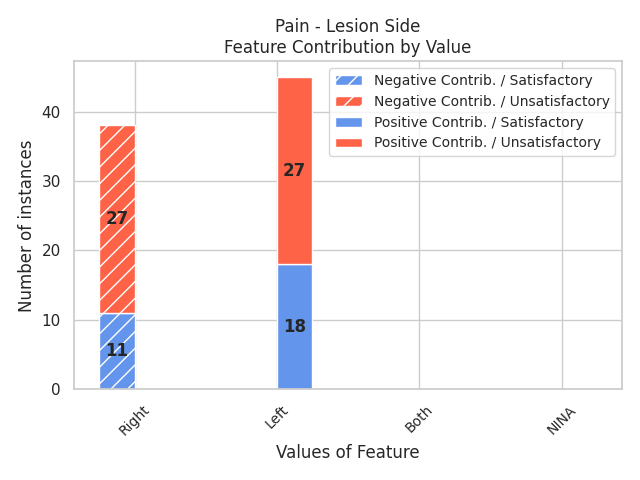 Pain - Lesion Side
Feature Contribution by Value
Negative Contrib. / Satisfactory
Negative Contrib. / Unsatisfactory
Positive Contrib. / Satisfactory
Positive Contrib. / Unsatisfactory
Number of instances
40
30
20
10
0
27
11
27
18
Right
Left
Both
NINA
Values of Feature